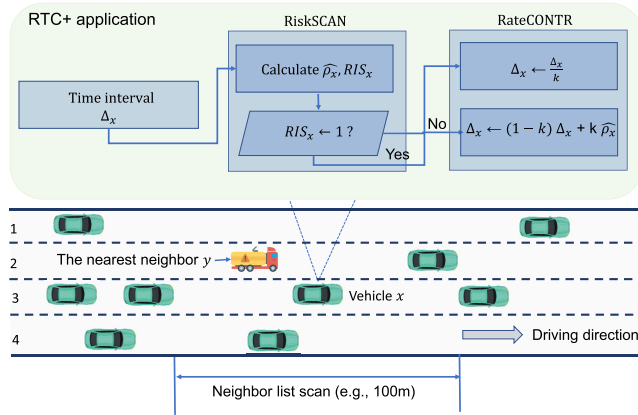 RTC+ application
RiskSCAN
RateCONTR
Time interval
Δₓ
Calculate ρ̂ₓ, RISₓ
RISₓ ← 1 ?
Yes
No
Δₓ ← Δₓ/k
Δₓ ← (1 − k) Δₓ + k ρ̂ₓ
1
2
The nearest neighbor y
3
Vehicle x
4
Driving direction
Neighbor list scan (e.g., 100m)